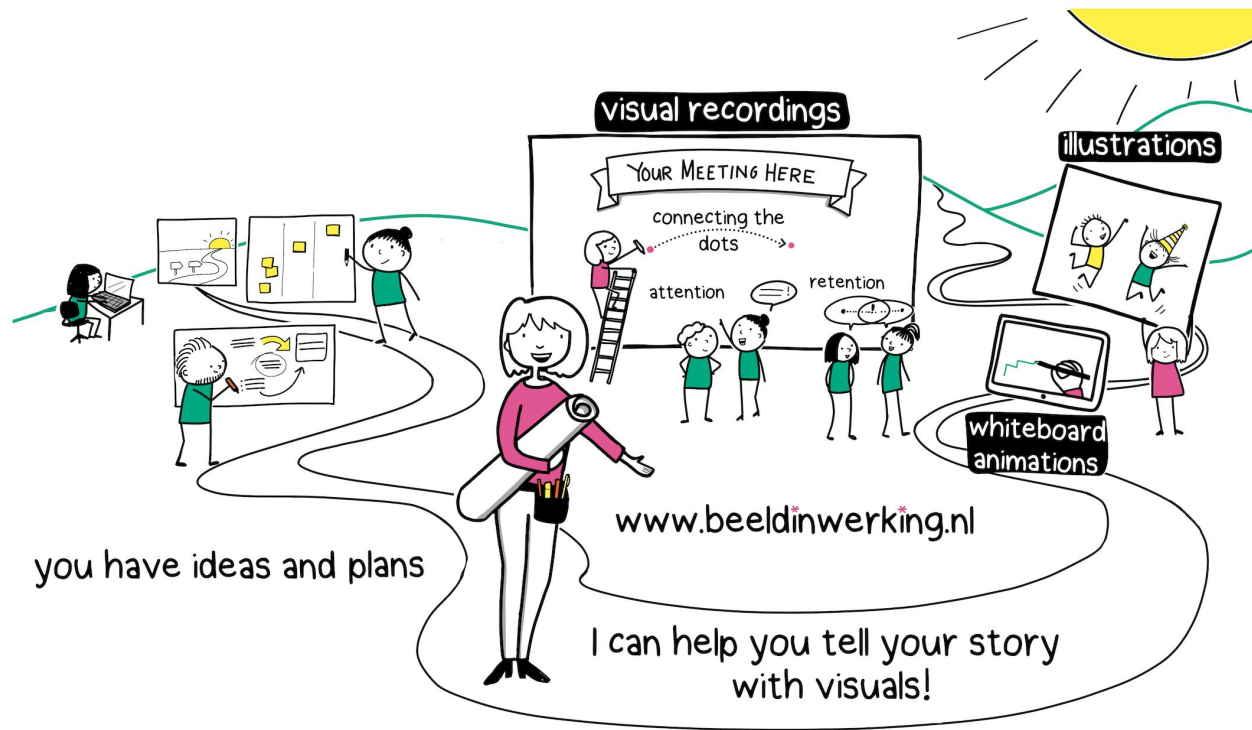 visual recordings
YOUR MEETING HERE
connecting the
dots
attention
retention
illustrations
whiteboard
animations
www.beeldinwerking.nl
you have ideas and plans
I can help you tell your story
with visuals!